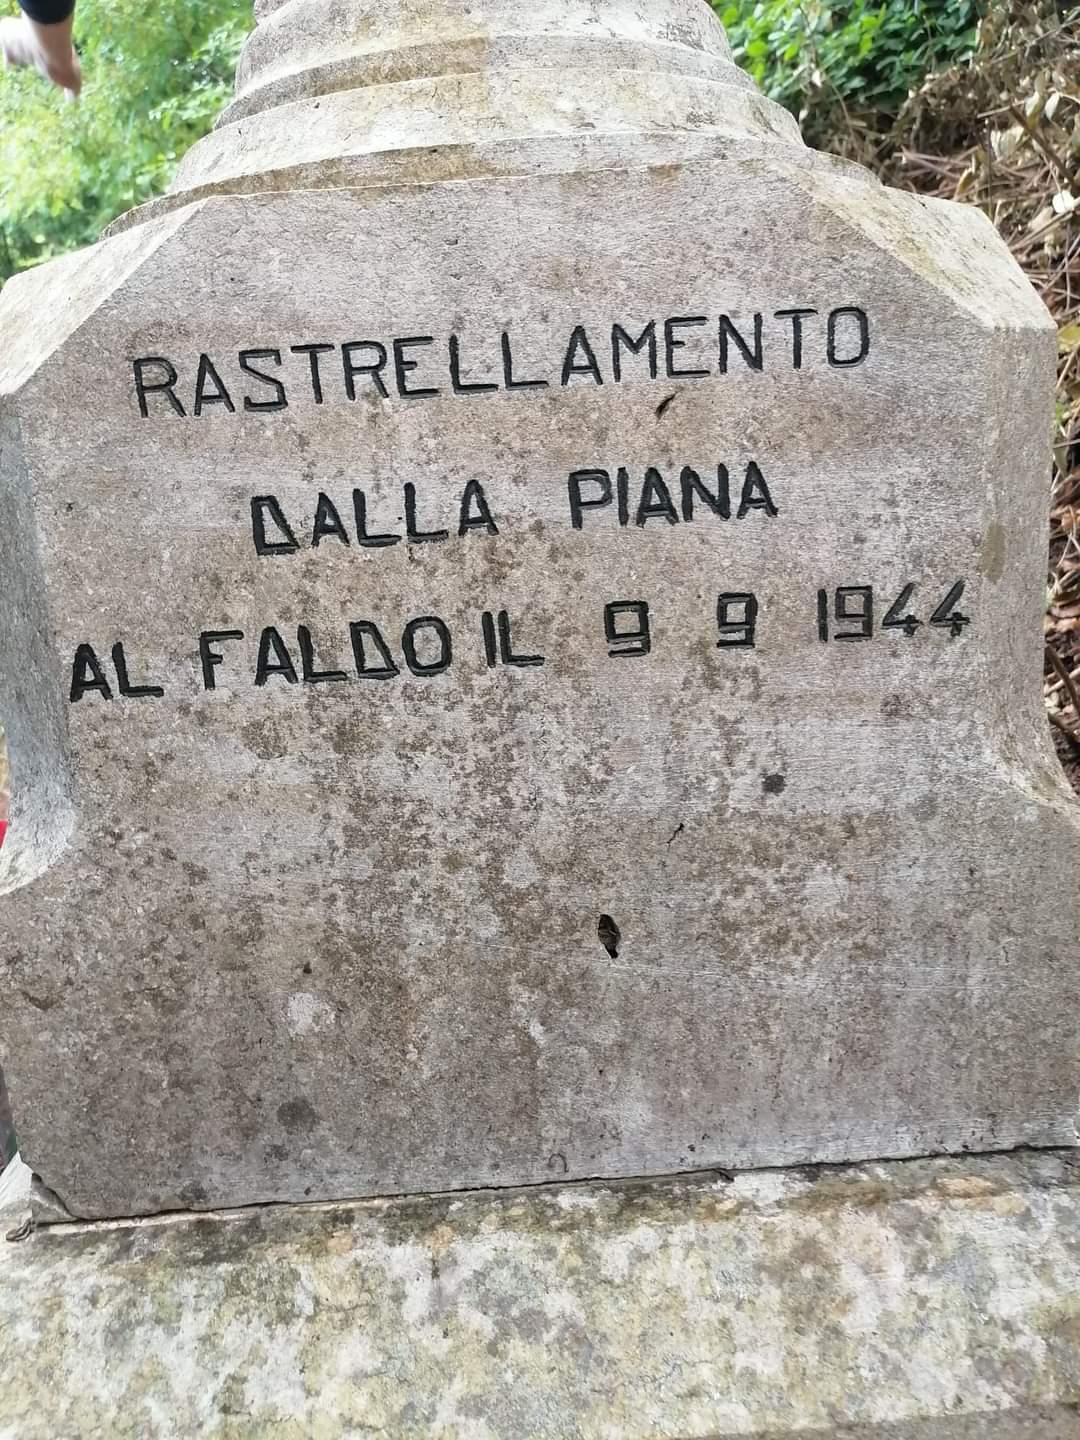 RASTRELLAMENTO
DALLA PIANA
AL FALDO IL 9 9 1944